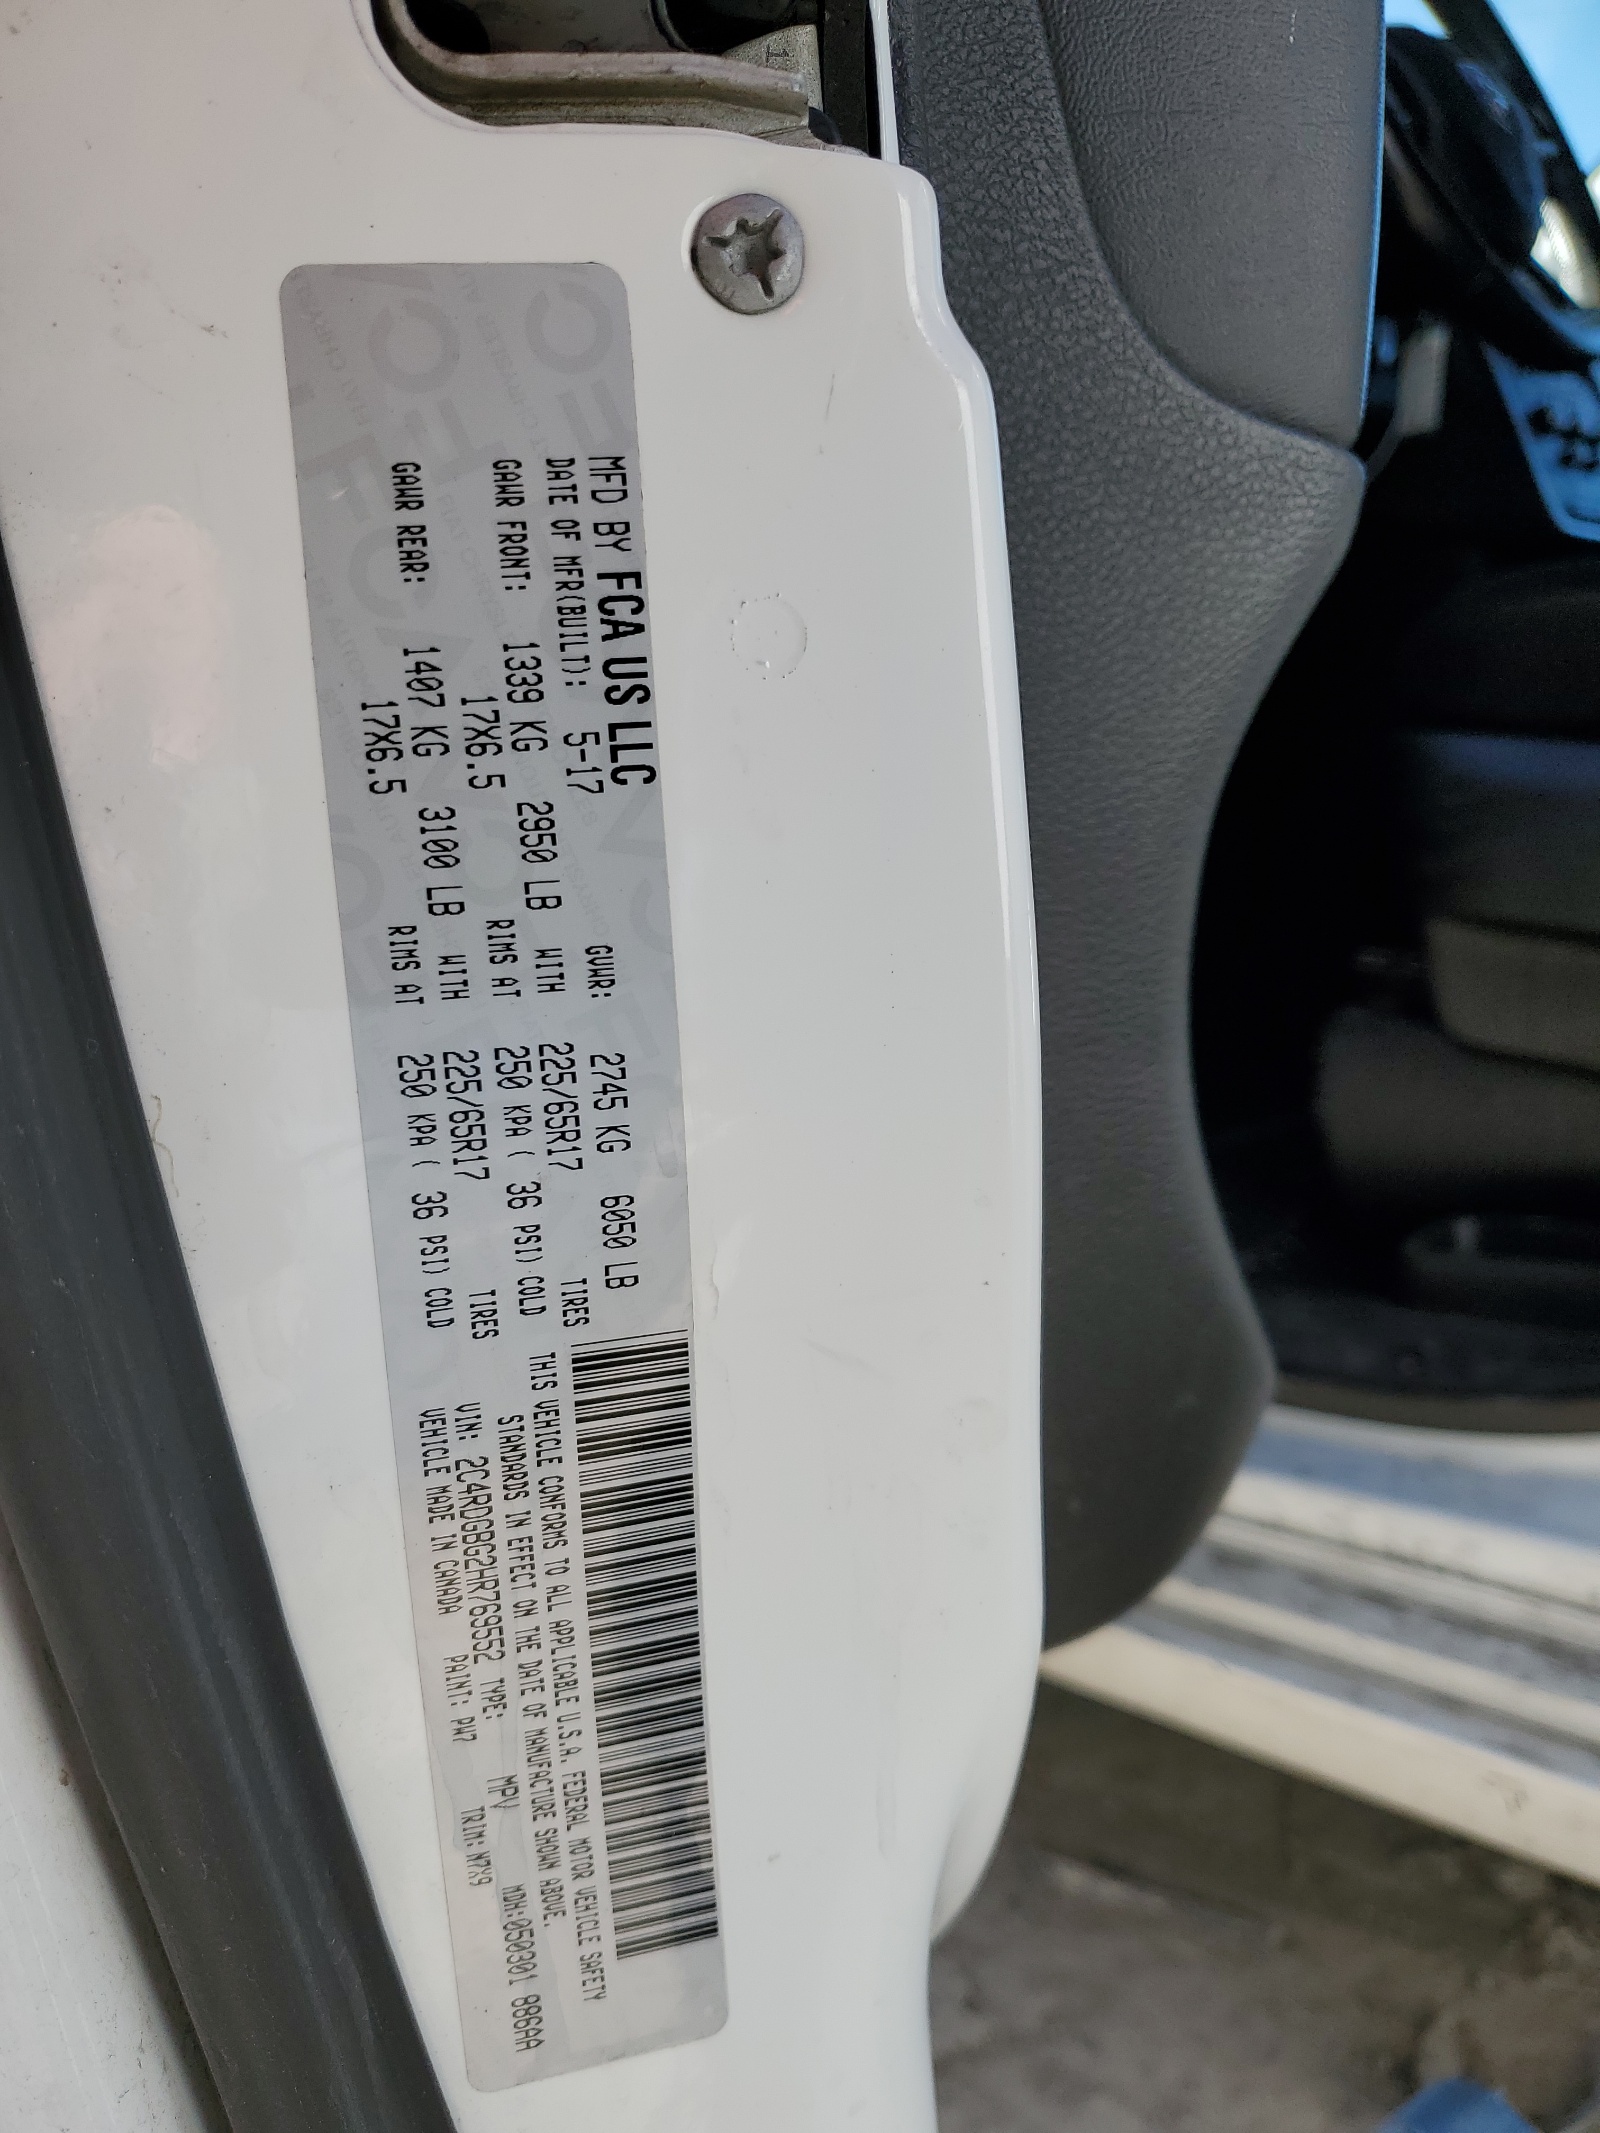 MFD BY FCA US LLC
DATE OF MFR(BUILT): 5-17 GVWR: 2745 KG 6050 LB
GAWR FRONT: 1339 KG 2950 LB WITH 225/65R17 TIRES
17X6.5 RIMS AT 250 KPA ( 36 PSI) COLD
GAWR REAR: 1407 KG 3100 LB WITH 225/65R17 TIRES
17X6.5 RIMS AT 250 KPA ( 36 PSI) COLD
THIS VEHICLE CONFORMS TO ALL APPLICABLE U.S.A. FEDERAL MOTOR VEHICLE SAFETY
STANDARDS IN EFFECT ON THE DATE OF MANUFACTURE SHOWN ABOVE.
VIN: 2C4RDGBG2HR769552 TYPE: MPV MDH:050301 886AA
VEHICLE MADE IN CANADA PAINT: PW7 TRIM: N7X9